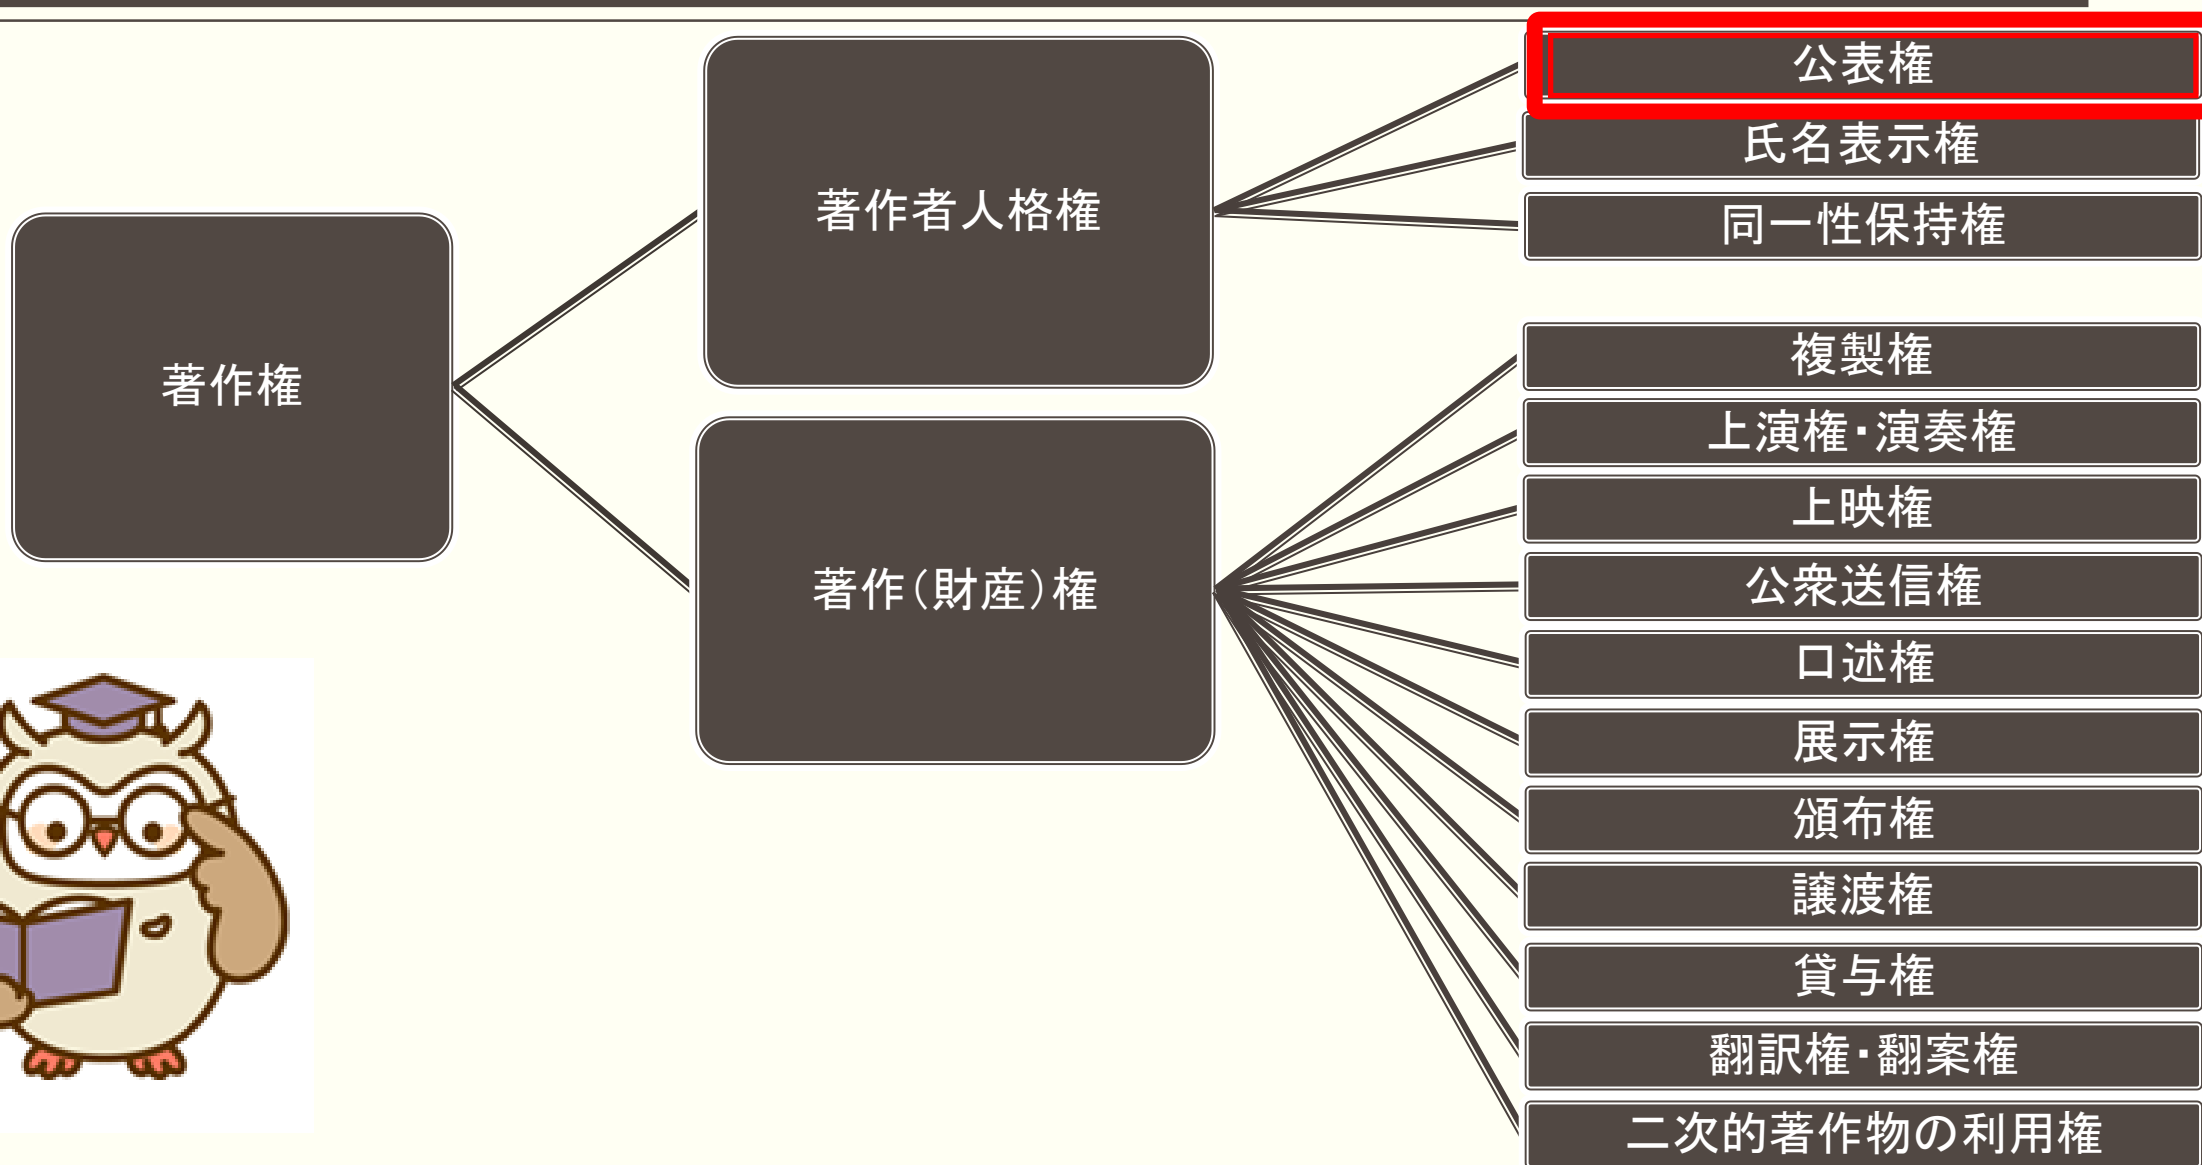 著作権
著作者人格権
公表権
氏名表示権
同一性保持権
著作(財産)権
複製権
上演権・演奏権
上映権
公衆送信権
口述権
展示権
頒布権
譲渡権
貸与権
翻訳権・翻案権
二次的著作物の利用権